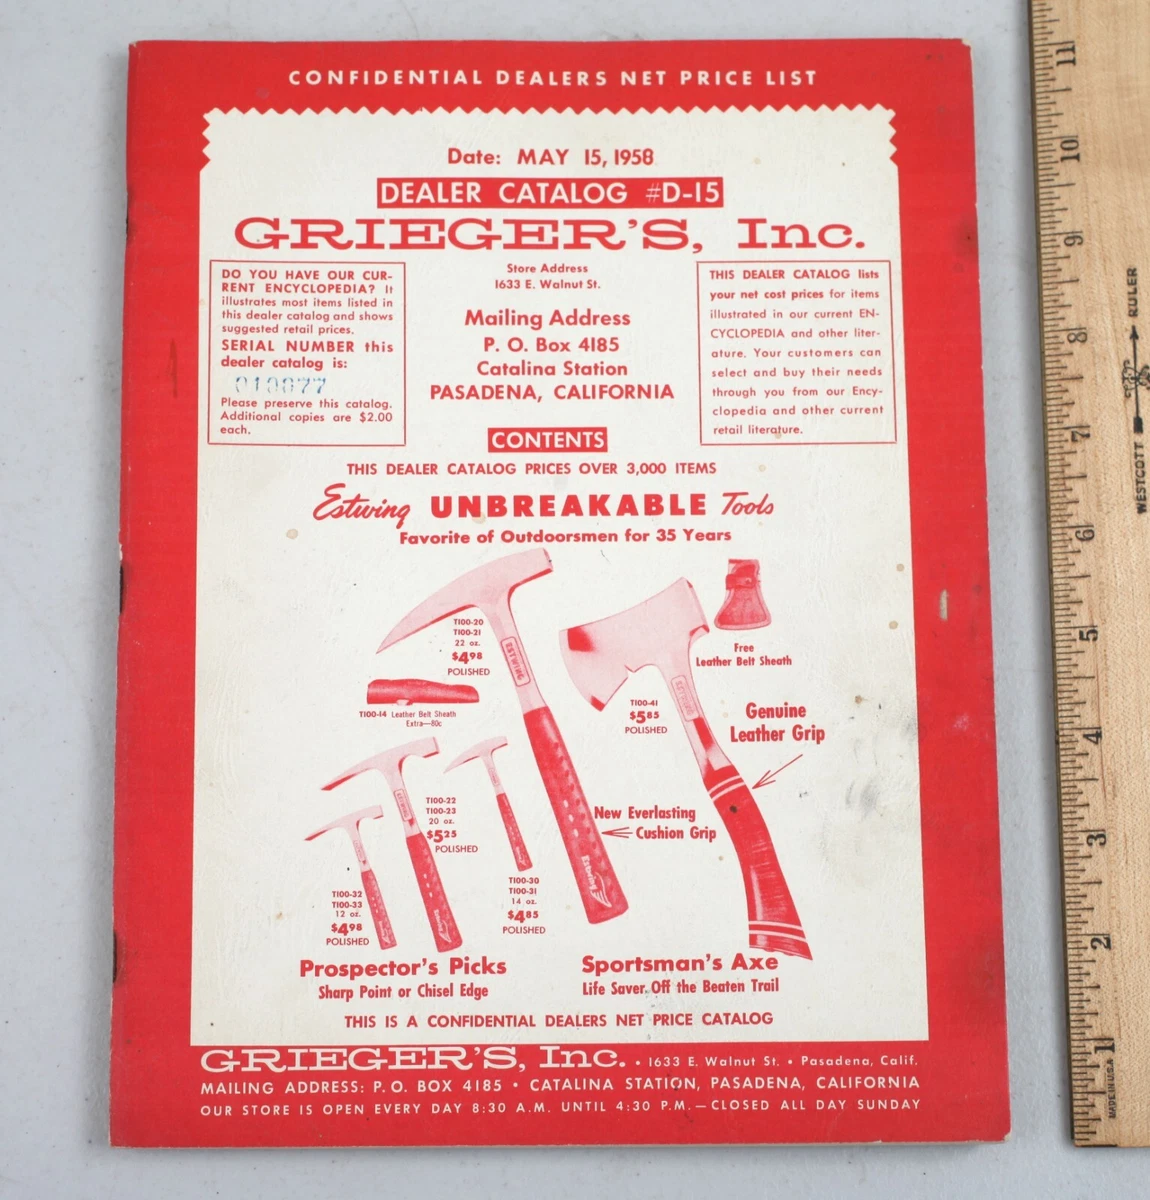 CONFIDENTIAL DEALERS NET PRICE LIST
Date: MAY 15, 1958
DEALER CATALOG #D-15
GRIEGER'S, Inc.
DO YOU HAVE OUR CUR-
RENT ENCYCLOPEDIA? It
illustrates most items listed in
this dealer catalog and shows
suggested retail prices.
SERIAL NUMBER this
dealer catalog is:
Please preserve this catalog.
Additional copies are $2.00
each.
Store Address
1633 E. Walnut St.
Mailing Address
P. O. Box 4185
Catalina Station
PASADENA, CALIFORNIA
THIS DEALER CATALOG lists
your net cost prices for items
illustrated in our current EN-
CYCLOPEDIA and other liter-
ature. Your customers can
select and buy their needs
through you from our Ency-
clopedia and other current
retail literature.
CONTENTS
THIS DEALER CATALOG PRICES OVER 3,000 ITEMS
Estwing UNBREAKABLE Tools
Favorite of Outdoorsmen for 35 Years
T100-20
T100-21
22 oz.
$4.98
POLISHED
ESTWING
T100-14 Leather Belt Sheath
Extra—80c
Free
Leather Belt Sheath
T100-41
$5.85
POLISHED
ESTWING
Genuine
Leather Grip
New Everlasting
Cushion Grip
T100-22
T100-23
20 oz.
$5.25
POLISHED
T100-30
T100-31
14 oz.
$4.85
POLISHED
T100-32
T100-33
12 oz.
$4.98
POLISHED
Estwing
Prospector's Picks
Sharp Point or Chisel Edge
Sportsman's Axe
Life Saver Off the Beaten Trail
THIS IS A CONFIDENTIAL DEALERS NET PRICE CATALOG
GRIEGER'S, Inc. • 1633 E. Walnut St. • Pasadena, Calif.
MAILING ADDRESS: P. O. BOX 4185 • CATALINA STATION, PASADENA, CALIFORNIA
OUR STORE IS OPEN EVERY DAY 8:30 A.M. UNTIL 4:30 P.M.—CLOSED ALL DAY SUNDAY
11
10
9
8
7
6
5
4
3
2
1
WESTCOTT RULER
MADE IN USA